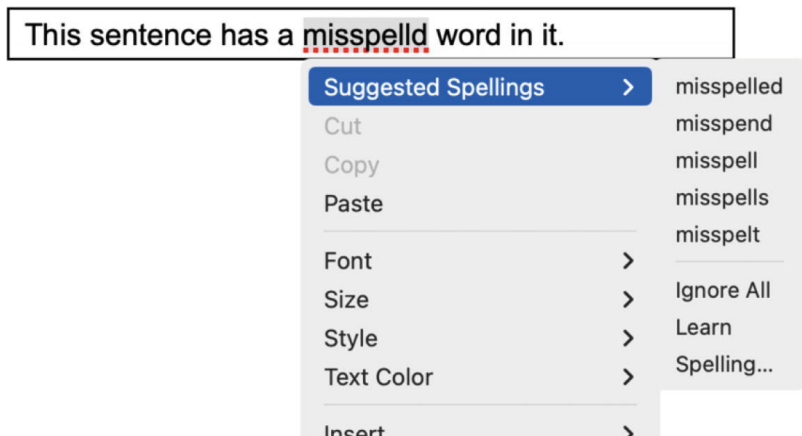 This sentence has a misspelld word in it.
Suggested Spellings
Cut
Copy
Paste
Font
Size
Style
Text Color
Insert
misspelled
misspend
misspell
misspells
misspelt
Ignore All
Learn
Spelling...